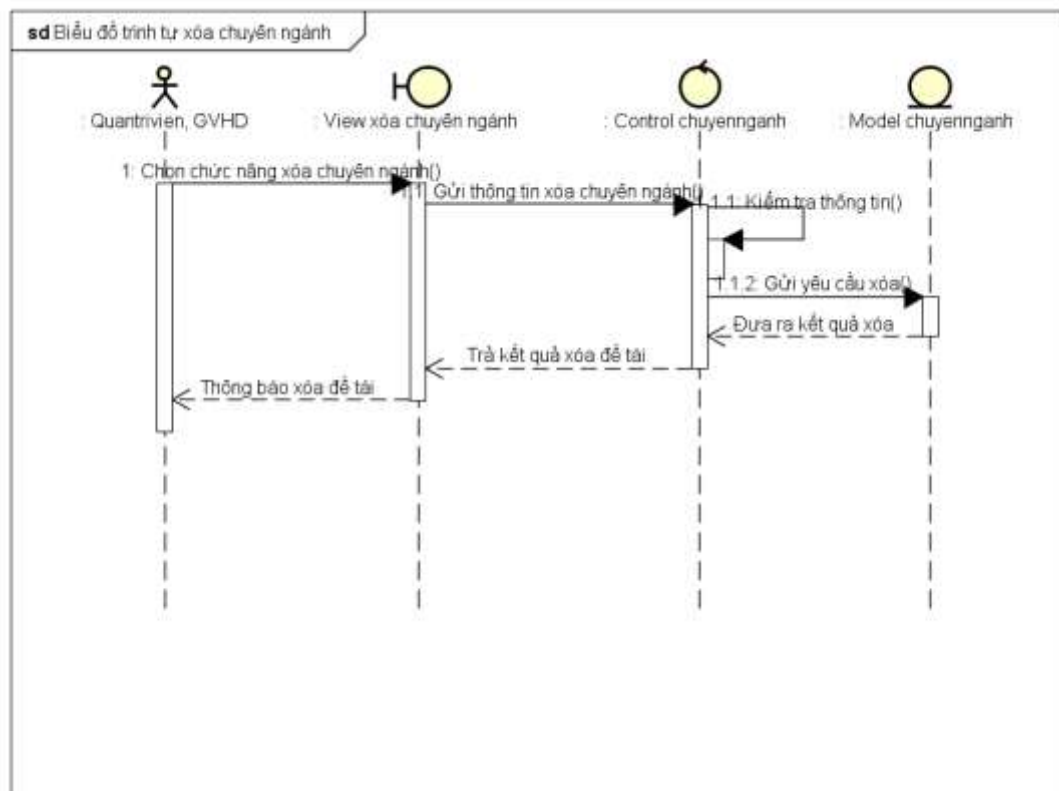 sd Biểu đồ trình tự xóa chuyên ngành
: Quantrivien, GVHD
: View xóa chuyên ngành
: Control chuyennganh
: Model chuyennganh
1: Chọn chức năng xóa chuyên ngành()
1.1: Gửi thông tin xóa chuyên ngành()
1.1: Kiểm tra thông tin()
1.1.2: Gửi yêu cầu xóa()
Đưa ra kết quả xóa
Trả kết quả xóa đề tài
Thông báo xóa đề tài